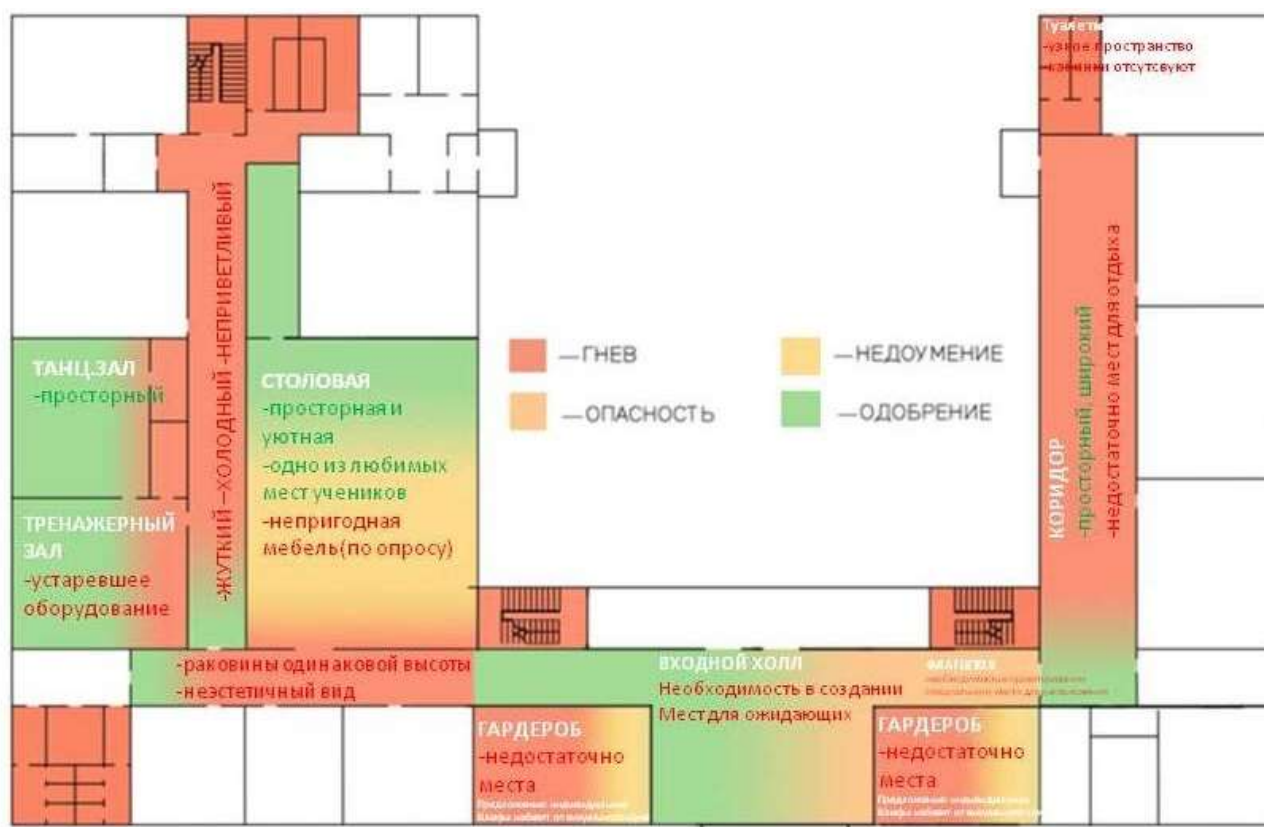 Туалеты
-узкое пространство
-кабинки отсутсвуют
-ЖУТКИЙ –ХОЛОДНЫЙ -НЕПРИВЕТЛИВЫЙ
ТАНЦ.ЗАЛ
-просторный
СТОЛОВАЯ
-просторная и
уютная
-одно из любимых
мест учеников
-непригодная
мебель(по опросу)
—ГНЕВ
—НЕДОУМЕНИЕ
—ОПАСНОСТЬ
—ОДОБРЕНИЕ
КОРИДОР
-просторный, широкий
-недостаточно мест для отдыха
ТРЕНАЖЕРНЫЙ
ЗАЛ
-устаревшее
оборудование
-раковины одинаковой высоты
-неэстетичный вид
ВХОДНОЙ ХОЛЛ
Необходимость в создании
Мест для ожидающих
ГАРДЕРОБ
-недостаточно
места
ГАРДЕРОБ
-недостаточно
места